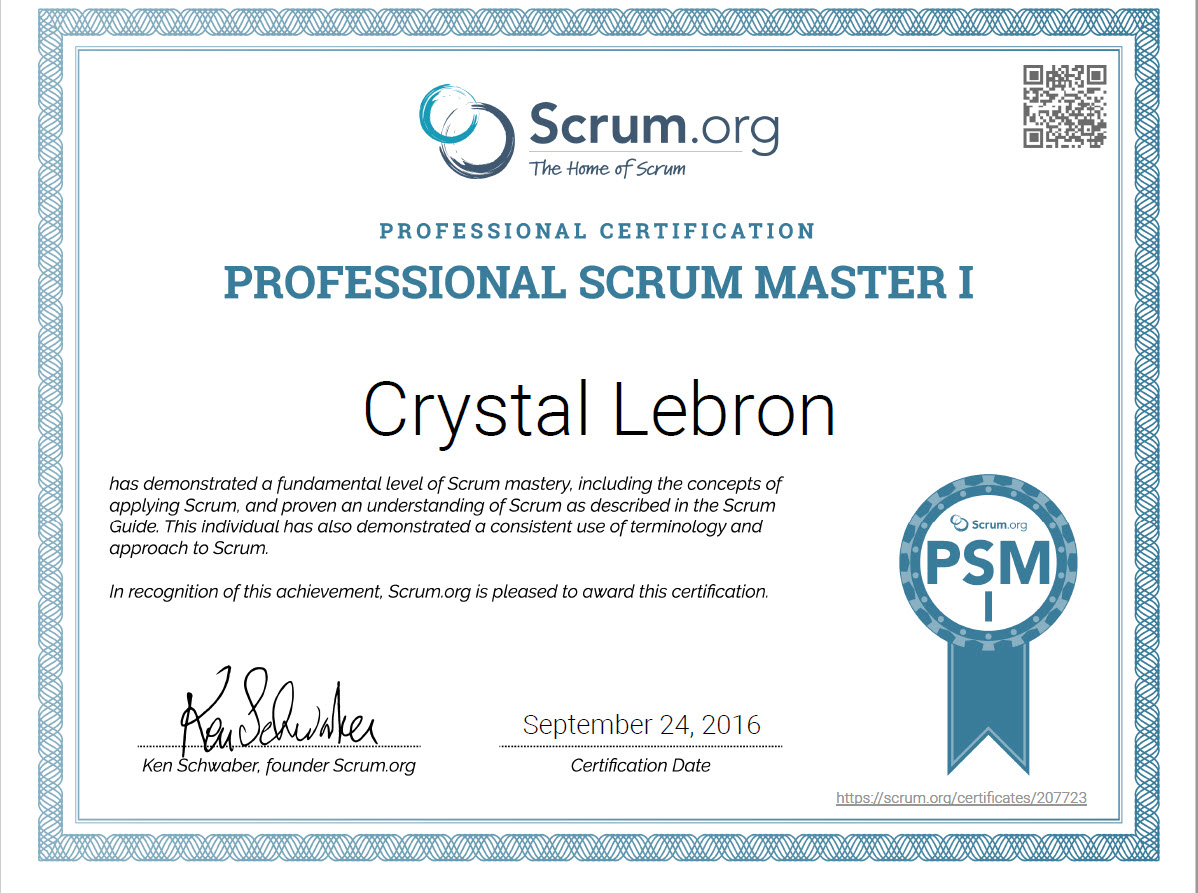 Scrum.org
The Home of Scrum
PROFESSIONAL CERTIFICATION
PROFESSIONAL SCRUM MASTER I
Crystal Lebron
has demonstrated a fundamental level of Scrum mastery, including the concepts of
applying Scrum, and proven an understanding of Scrum as described in the Scrum
Guide. This individual has also demonstrated a consistent use of terminology and
approach to Scrum.
In recognition of this achievement, Scrum.org is pleased to award this certification.
Scrum.org
PSM
I
Ken Schwaber
Ken Schwaber, founder Scrum.org
September 24, 2016
Certification Date
https://scrum.org/certificates/207723